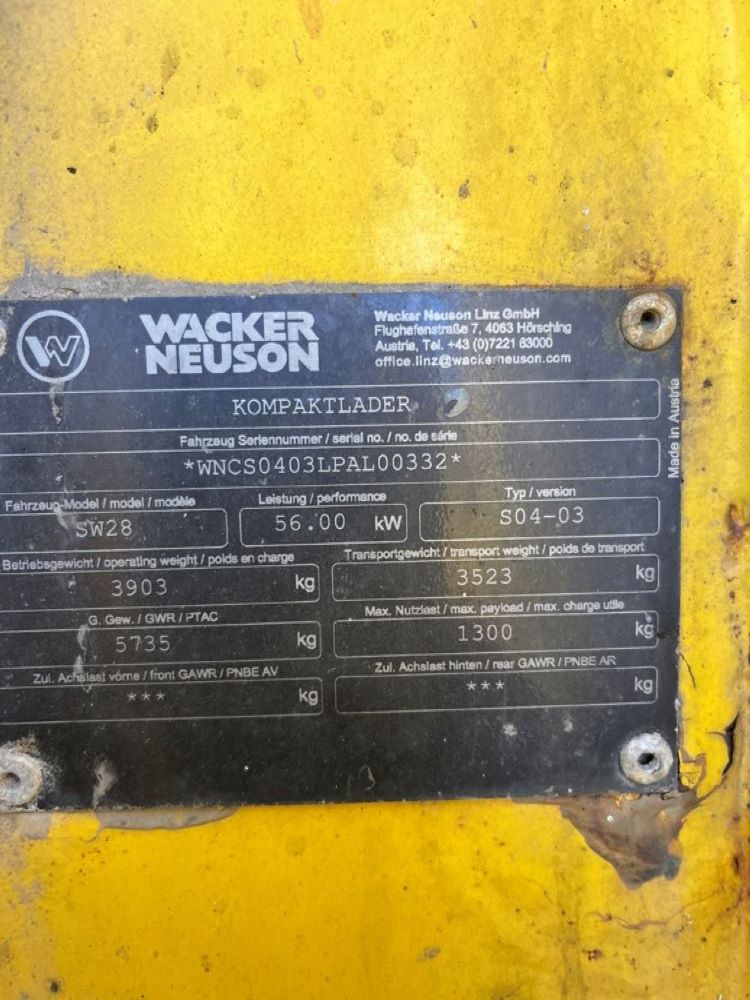 W
WACKER
NEUSON
Wacker Neuson Linz GmbH
Flughafenstraße 7, 4063 Hörsching
Austria, Tel. +43 (0)7221 63000
office.linz@wackerneuson.com
KOMPAKTLADER
Fahrzeug Seriennummer / serial no. / no. de série
*WNCS0403LPAL00332*
Fahrzeug-Model / model / modèle
SW28
Leistung / performance
56.00 kW
Typ / version
S04-03
Betriebsgewicht / operating weight / poids en charge
3903 kg
Transportgewicht / transport weight / poids de transport
3523 kg
G. Gew. / GWR / PTAC
5735 kg
Max. Nutzlast / max. payload / max. charge utile
1300 kg
Zul. Achslast vorne / front GAWR / PNBE AV
*** kg
Zul. Achslast hinten / rear GAWR / PNBE AR
*** kg
Made in Austria